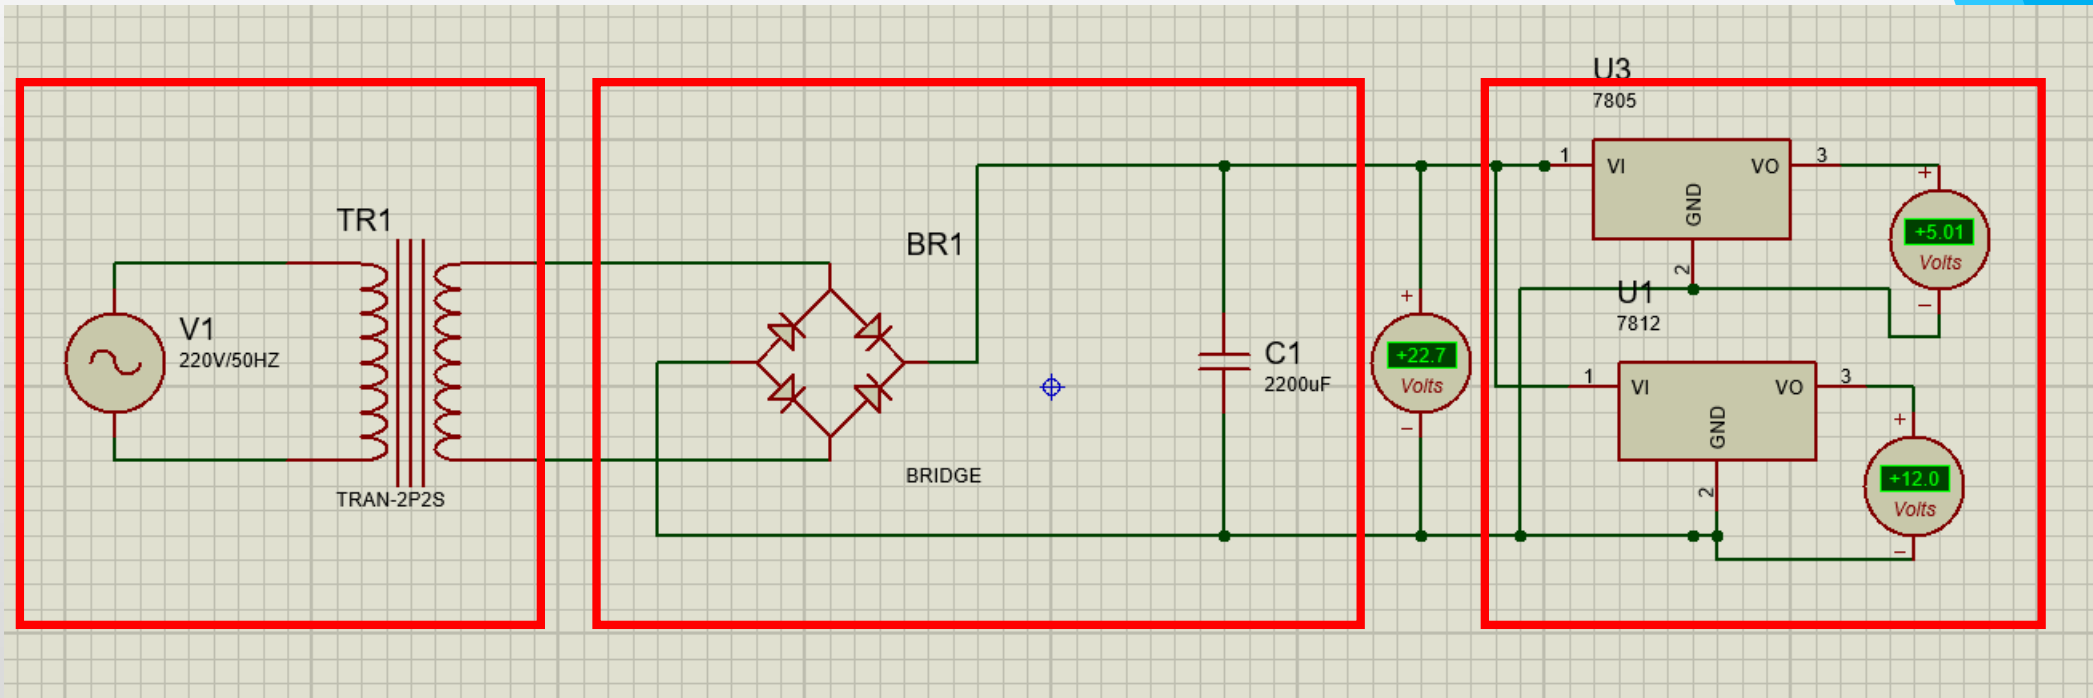 TR1
TRAN-2P2S
V1
220V/50HZ
BR1
BRIDGE
C1
2200uF
+
+22.7
Volts
−
U3
7805
1
VI
VO
3
GND
2
+
+5.01
Volts
−
U1
7812
1
VI
VO
3
GND
2
+
+12.0
Volts
−